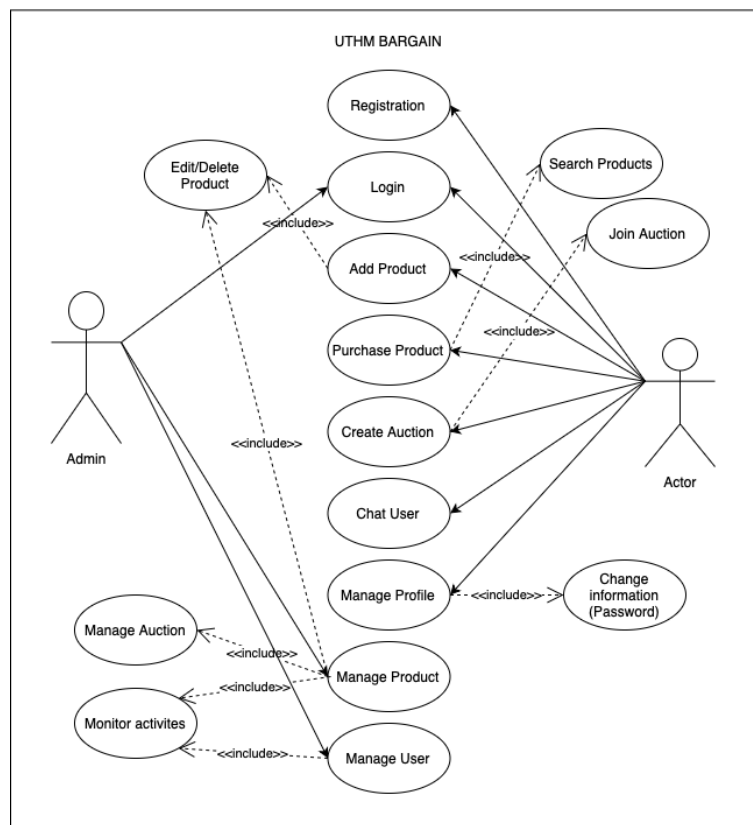 UTHM BARGAIN
Registration
Search Products
Edit/Delete
Product
Login
<<include>>
Join Auction
Add Product
<<include>>
<<include>>
Purchase Product
Create Auction
<<include>>
Admin
Actor
Chat User
Manage Profile
<<include>>
Change
information
(Password)
Manage Auction
<<include>>
Manage Product
<<include>>
Monitor activites
<<include>>
Manage User